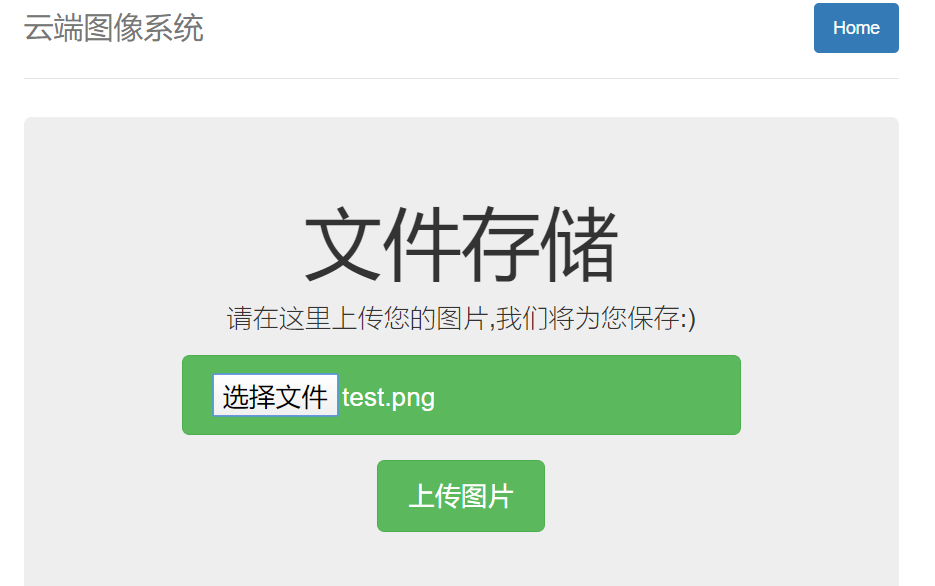 云端图像系统
Home
文件存储
请在这里上传您的图片,我们将为您保存:)
选择文件 test.png
上传图片